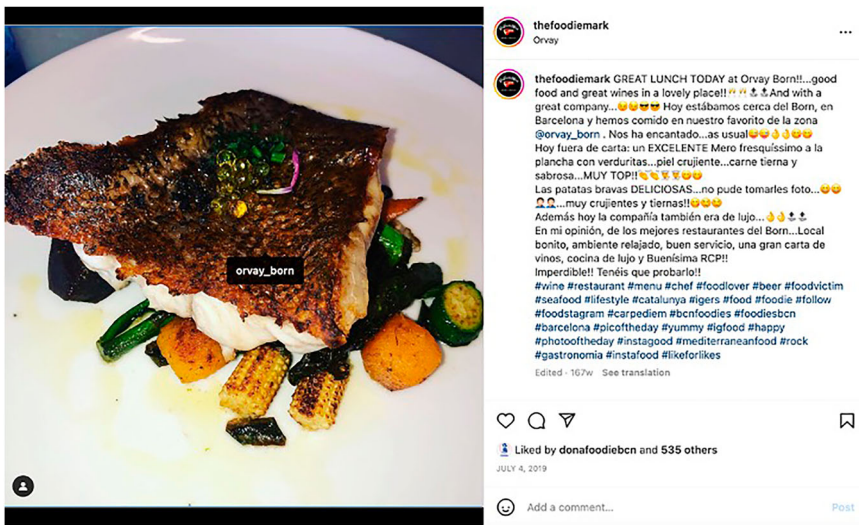 orvay_born
thefoodiemark
Orvay
thefoodiemark GREAT LUNCH TODAY at Orvay Born!!...good
food and great wines in a lovely place!!🥂🥂🍾🍾And with a
great company...😉😉😎😎 Hoy estábamos cerca del Born, en
Barcelona y hemos comido en nuestro favorito de la zona
@orvay_born . Nos ha encantado...as usual😋😋👌👌😋😋
Hoy fuera de carta: un EXCELENTE Mero fresquíssimo a la
plancha con verduritas...piel crujiente...carne tierna y
sabrosa...MUY TOP!!
Las patatas bravas DELICIOSAS...no pude tomarles foto...
...muy crujientes y tiernas!!
Además hoy la compañía también era de lujo...
En mi opinión, de los mejores restaurantes del Born...Local
bonito, ambiente relajado, buen servicio, una gran carta de
vinos, cocina de lujo y Buenísima RCP!!
Imperdible!! Tenéis que probarlo!!
#wine #restaurant #menu #chef #foodlover #beer #foodvictim
#seafood #lifestyle #catalunya #igers #food #foodie #follow
#foodstagram #carpediem #bcnfoodies #foodiesbcn
#barcelona #picoftheday #yummy #igfood #happy
#photooftheday #instagood #mediterraneanfood #rock
#gastronomia #instafood #likeforlikes
Edited · 167w See translation
Liked by donafoodiebcn and 535 others
JULY 4, 2019
Add a comment...
Post